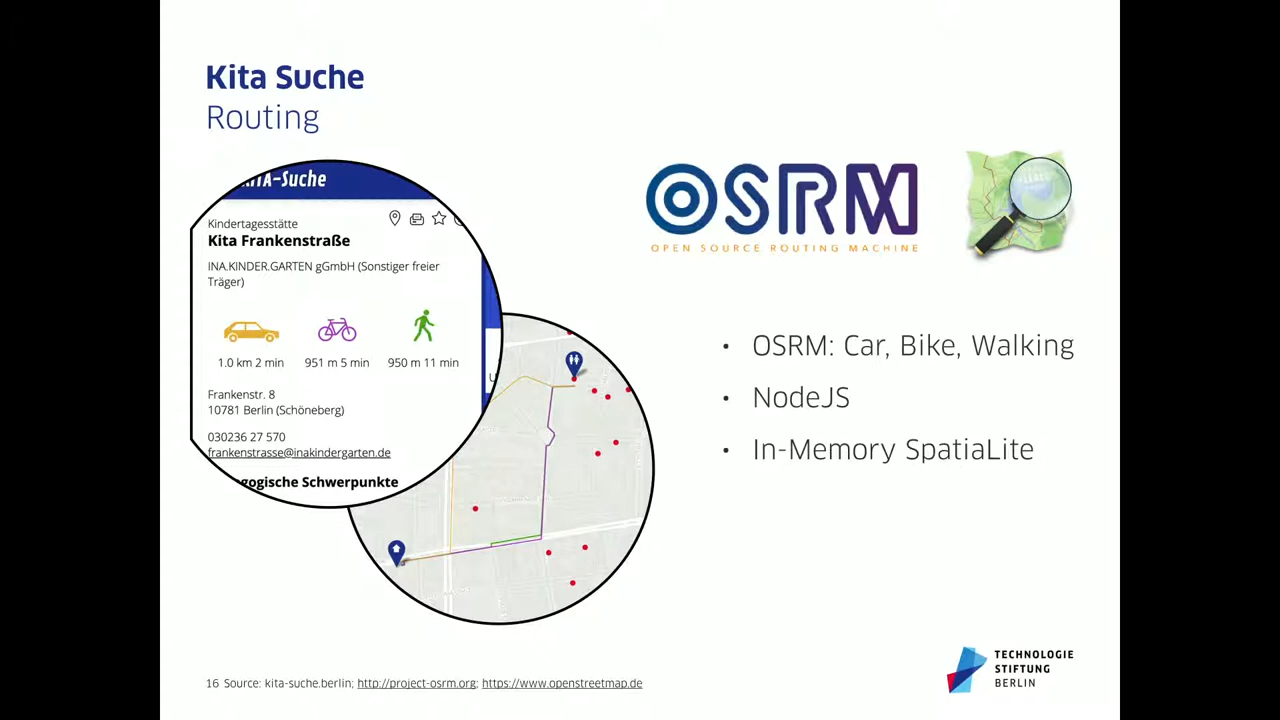 Kita Suche
Routing
KITA-Suche
Kindertagesstätte
Kita Frankenstraße
INA.KINDER.GARTEN gGmbH (Sonstiger freier
Träger)
1.0 km 2 min 951 m 5 min 950 m 11 min
Frankenstr. 8
10781 Berlin (Schöneberg)
030236 27 570
frankenstrasse@inakindergarten.de
gogische Schwerpunkte
OSRM
OPEN SOURCE ROUTING MACHINE
• OSRM: Car, Bike, Walking
• NodeJS
• In-Memory SpatiaLite
TECHNOLOGIE
STIFTUNG
BERLIN
16 Source: kita-suche.berlin; http://project-osrm.org; https://www.openstreetmap.de